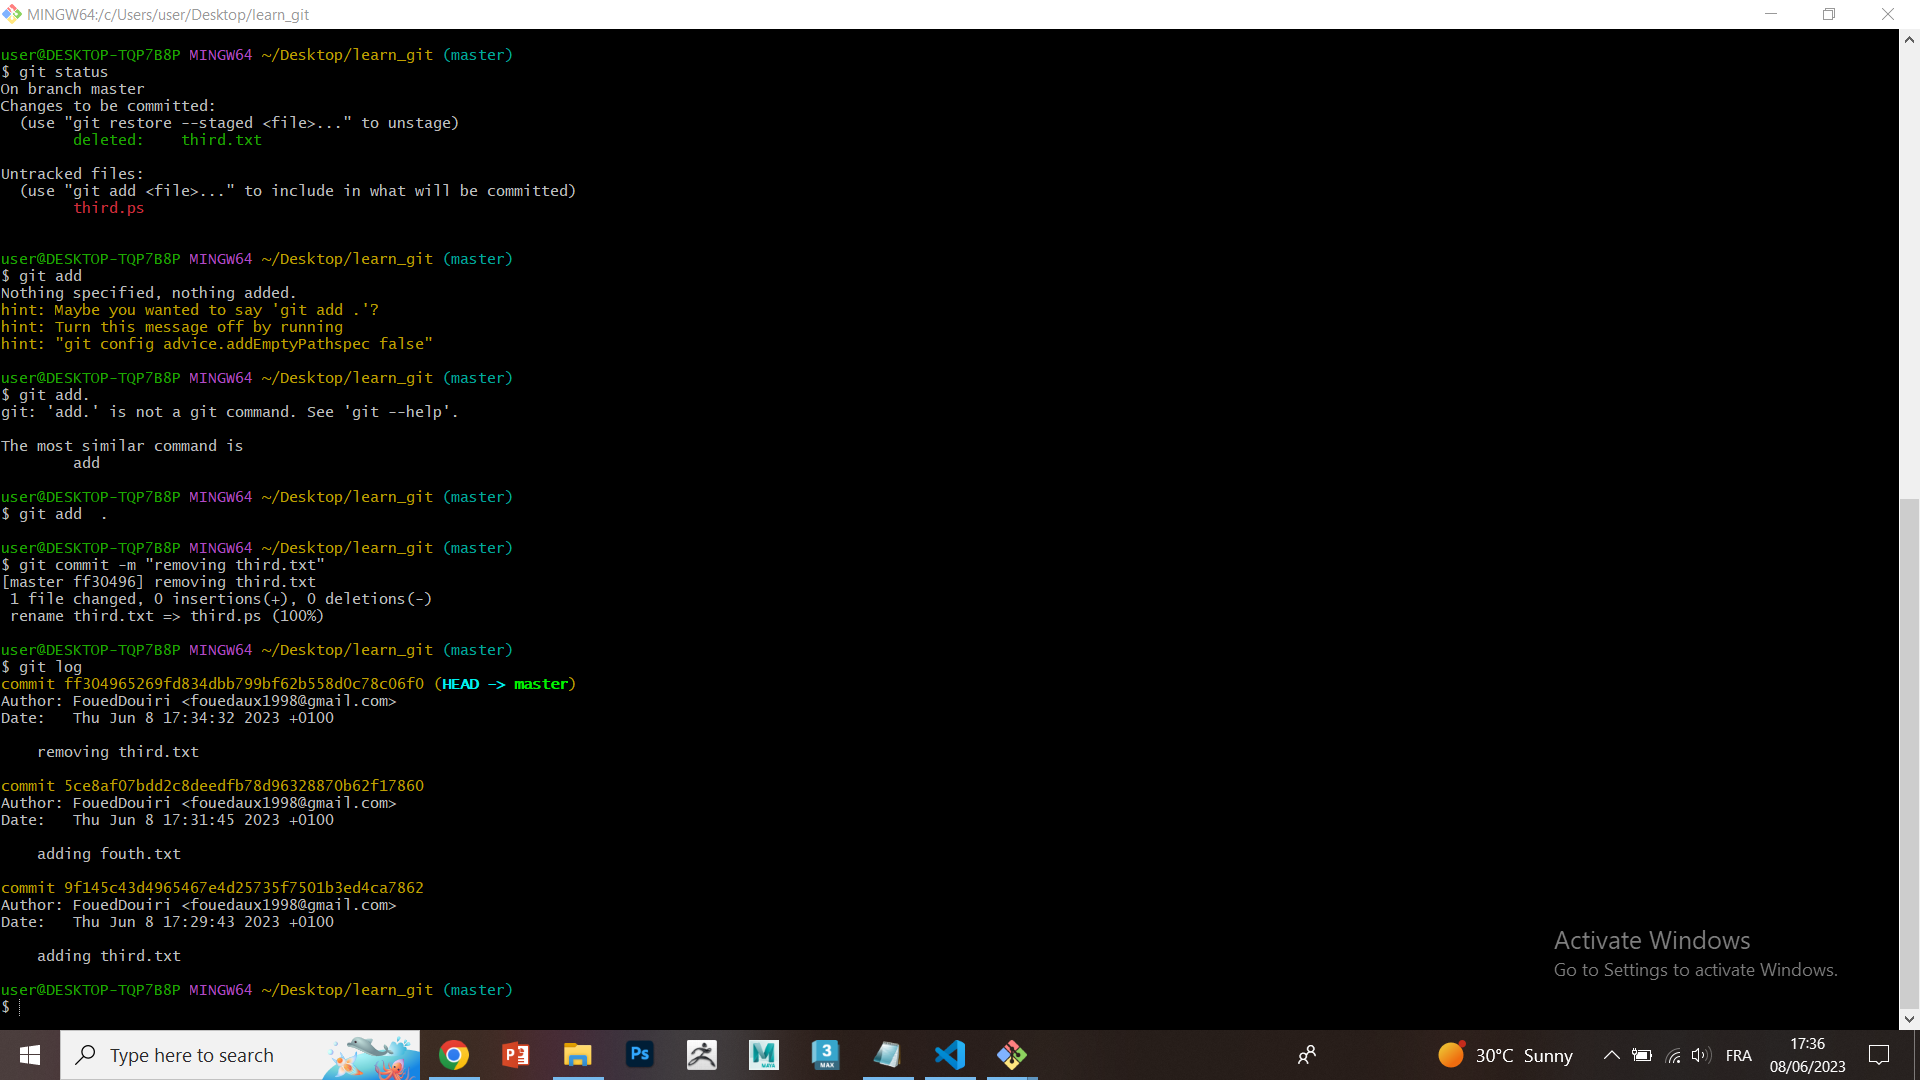 MINGW64:/c/Users/user/Desktop/learn_git
user@DESKTOP-TQP7B8P MINGW64 ~/Desktop/learn_git (master)
$ git status
On branch master
Changes to be committed:
  (use "git restore --staged <file>..." to unstage)
        deleted:    third.txt
Untracked files:
  (use "git add <file>..." to include in what will be committed)
        third.ps
user@DESKTOP-TQP7B8P MINGW64 ~/Desktop/learn_git (master)
$ git add
Nothing specified, nothing added.
hint: Maybe you wanted to say 'git add .'?
hint: Turn this message off by running
hint: "git config advice.addEmptyPathspec false"
user@DESKTOP-TQP7B8P MINGW64 ~/Desktop/learn_git (master)
$ git add.
git: 'add.' is not a git command. See 'git --help'.
The most similar command is
        add
user@DESKTOP-TQP7B8P MINGW64 ~/Desktop/learn_git (master)
$ git add  .
user@DESKTOP-TQP7B8P MINGW64 ~/Desktop/learn_git (master)
$ git commit -m "removing third.txt"
[master ff30496] removing third.txt
 1 file changed, 0 insertions(+), 0 deletions(-)
 rename third.txt => third.ps (100%)
user@DESKTOP-TQP7B8P MINGW64 ~/Desktop/learn_git (master)
$ git log
commit ff304965269fd834dbb799bf62b558d0c78c06f0 (HEAD -> master)
Author: FouedDouiri <fouedaux1998@gmail.com>
Date:   Thu Jun 8 17:34:32 2023 +0100
    removing third.txt
commit 5ce8af07bdd2c8deedfb78d96328870b62f17860
Author: FouedDouiri <fouedaux1998@gmail.com>
Date:   Thu Jun 8 17:31:45 2023 +0100
    adding fouth.txt
commit 9f145c43d4965467e4d25735f7501b3ed4ca7862
Author: FouedDouiri <fouedaux1998@gmail.com>
Date:   Thu Jun 8 17:29:43 2023 +0100
    adding third.txt
user@DESKTOP-TQP7B8P MINGW64 ~/Desktop/learn_git (master)
$
Activate Windows
Go to Settings to activate Windows.
Type here to search
P
Ps
M
MAYA
3
MAX
30°C Sunny
FRA
17:36
08/06/2023